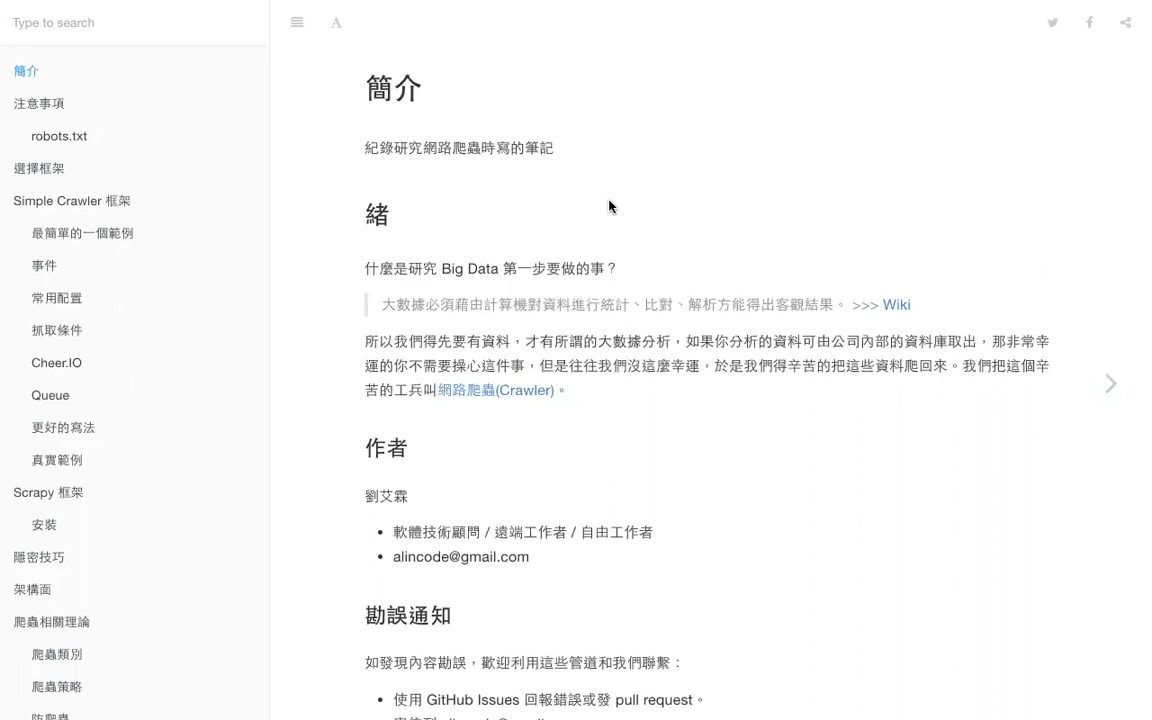 Type to search
簡介
注意事項
robots.txt
選擇框架
Simple Crawler 框架
最簡單的一個範例
事件
常用配置
抓取條件
Cheer.IO
Queue
更好的寫法
真實範例
Scrapy 框架
安裝
隱密技巧
架構面
爬蟲相關理論
爬蟲類別
爬蟲策略
防爬蟲
A
簡介
紀錄研究網路爬蟲時寫的筆記
緒
什麼是研究 Big Data 第一步要做的事？
大數據必須藉由計算機對資料進行統計、比對、解析方能得出客觀結果。 >>> Wiki
所以我們得先要有資料，才有所謂的大數據分析，如果你分析的資料可由公司內部的資料庫取出，那非常幸
運的你不需要操心這件事，但是往往我們沒這麼幸運，於是我們得辛苦的把這些資料爬回來。我們把這個辛
苦的工兵叫網路爬蟲(Crawler)。
作者
劉艾霖
• 軟體技術顧問 / 遠端工作者 / 自由工作者
• alincode@gmail.com
勘誤通知
如發現內容勘誤，歡迎利用這些管道和我們聯繫：
• 使用 GitHub Issues 回報錯誤或發 pull request。